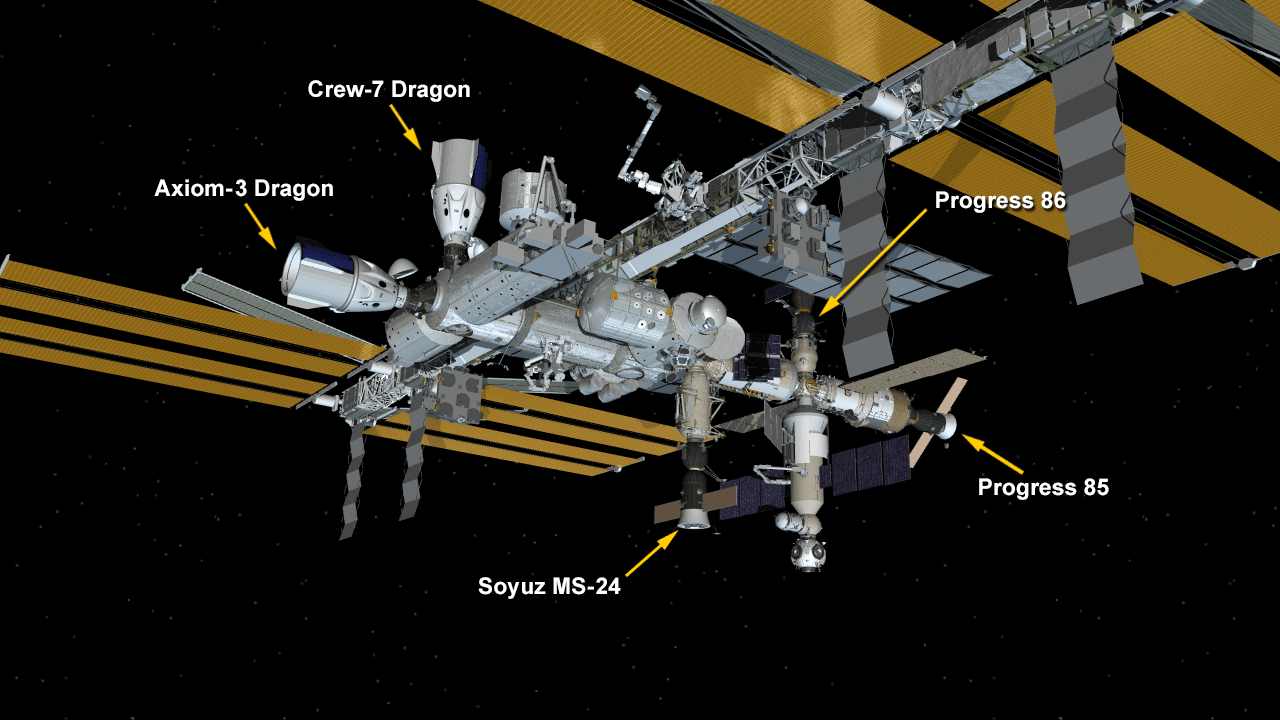 Crew-7 Dragon
Axiom-3 Dragon
Progress 86
Progress 85
Soyuz MS-24